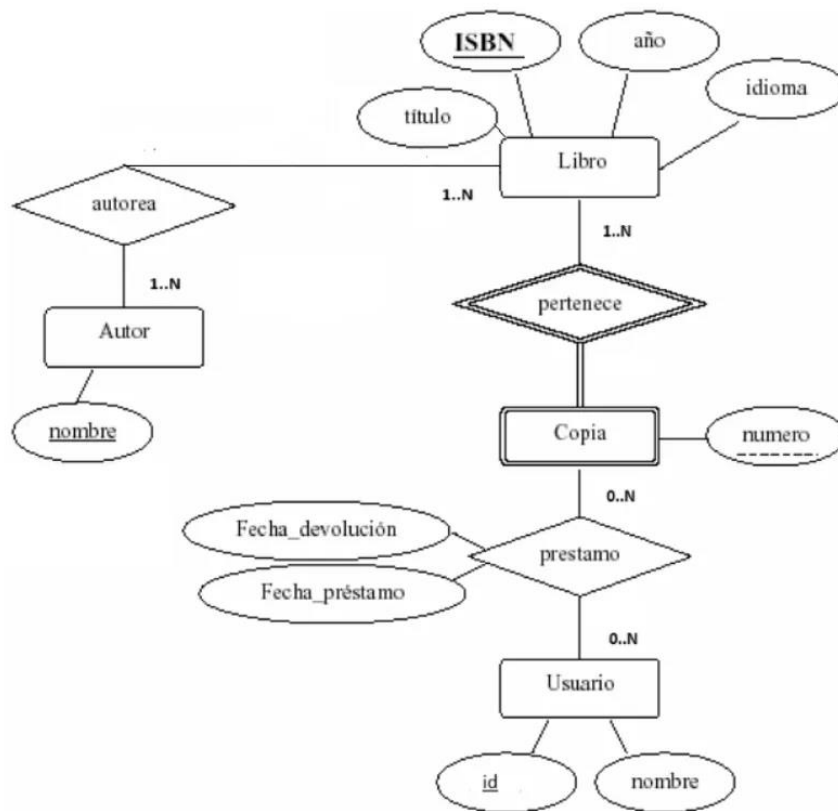 ISBN
año
idioma
título
Libro
1..N
1..N
autorea
1..N
pertenece
Autor
nombre
Copia
numero
0..N
Fecha_devolución
prestamo
Fecha_préstamo
0..N
Usuario
id
nombre